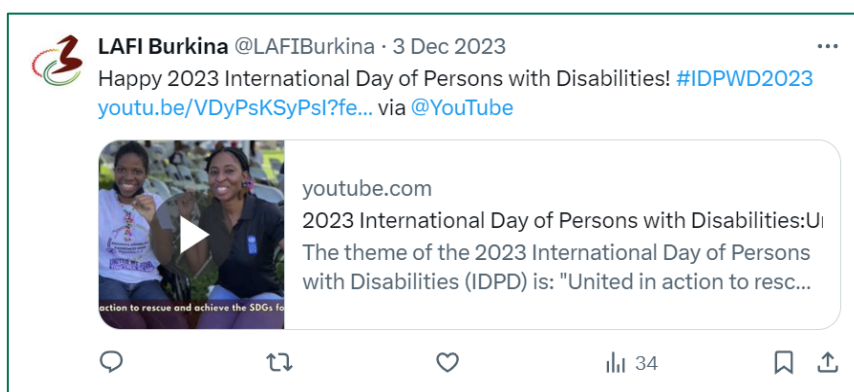 LAFI Burkina @LAFIBurkina · 3 Dec 2023
Happy 2023 International Day of Persons with Disabilities! #IDPWD2023
youtu.be/VDyPsKSyPsI?fe... via @YouTube
youtube.com
2023 International Day of Persons with Disabilities:Un
The theme of the 2023 International Day of Persons
with Disabilities (IDPD) is: "United in action to resc...
action to rescue and achieve the SDGs fo
34